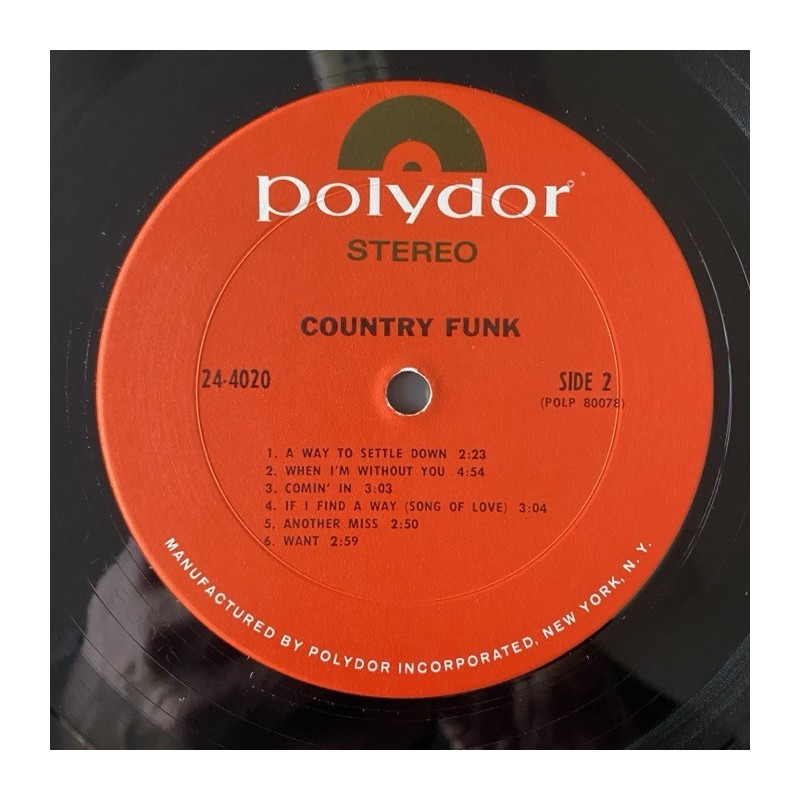 polydor®
STEREO
COUNTRY FUNK
24-4020
SIDE 2
(POLP 80078)
1. A WAY TO SETTLE DOWN 2:23
2. WHEN I'M WITHOUT YOU 4:54
3. COMIN' IN 3:03
4. IF I FIND A WAY (SONG OF LOVE) 3:04
5. ANOTHER MISS 2:50
6. WANT 2:59
MANUFACTURED BY POLYDOR INCORPORATED, NEW YORK, N. Y.